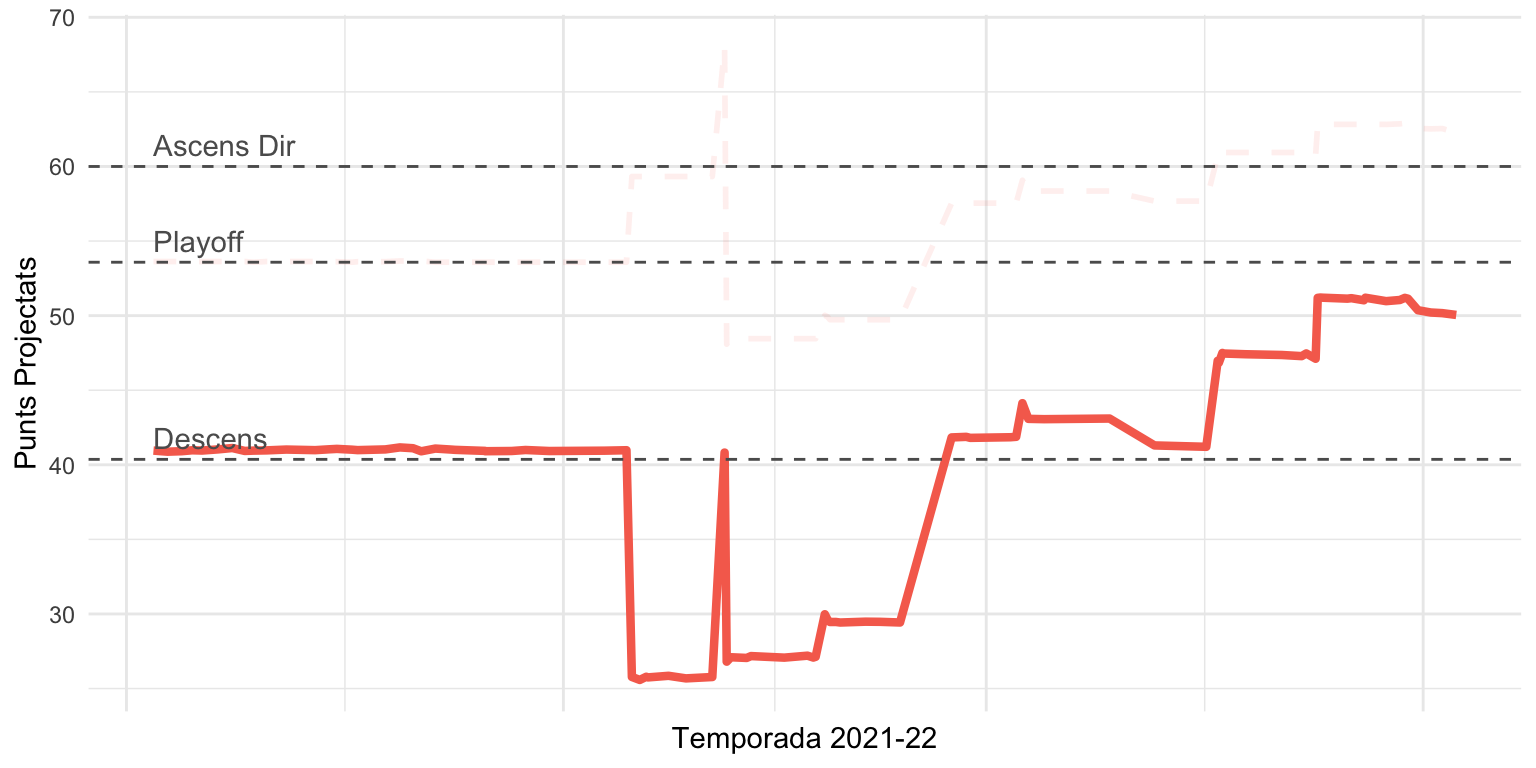 70
60
50
40
30
Punts Projectats
Ascens Dir
Playoff
Descens
Temporada 2021-22